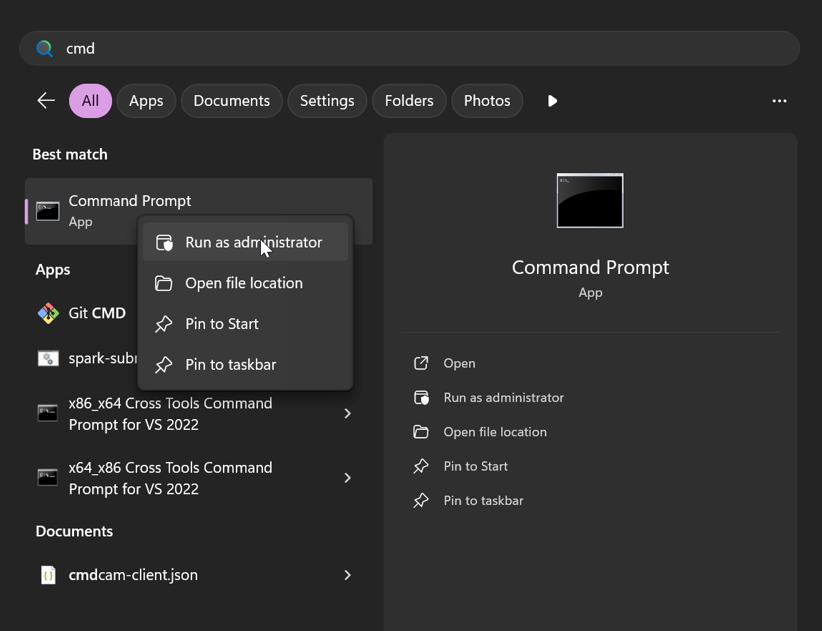 cmd
All
Apps
Documents
Settings
Folders
Photos
Best match
Command Prompt
App
Run as administrator
Open file location
Pin to Start
Pin to taskbar
Apps
Git CMD
x86_x64 Cross Tools Command
Prompt for VS 2022
x64_x86 Cross Tools Command
Prompt for VS 2022
Documents
cmdcam-client.json
Command Prompt
App
Open
Run as administrator
Open file location
Pin to Start
Pin to taskbar